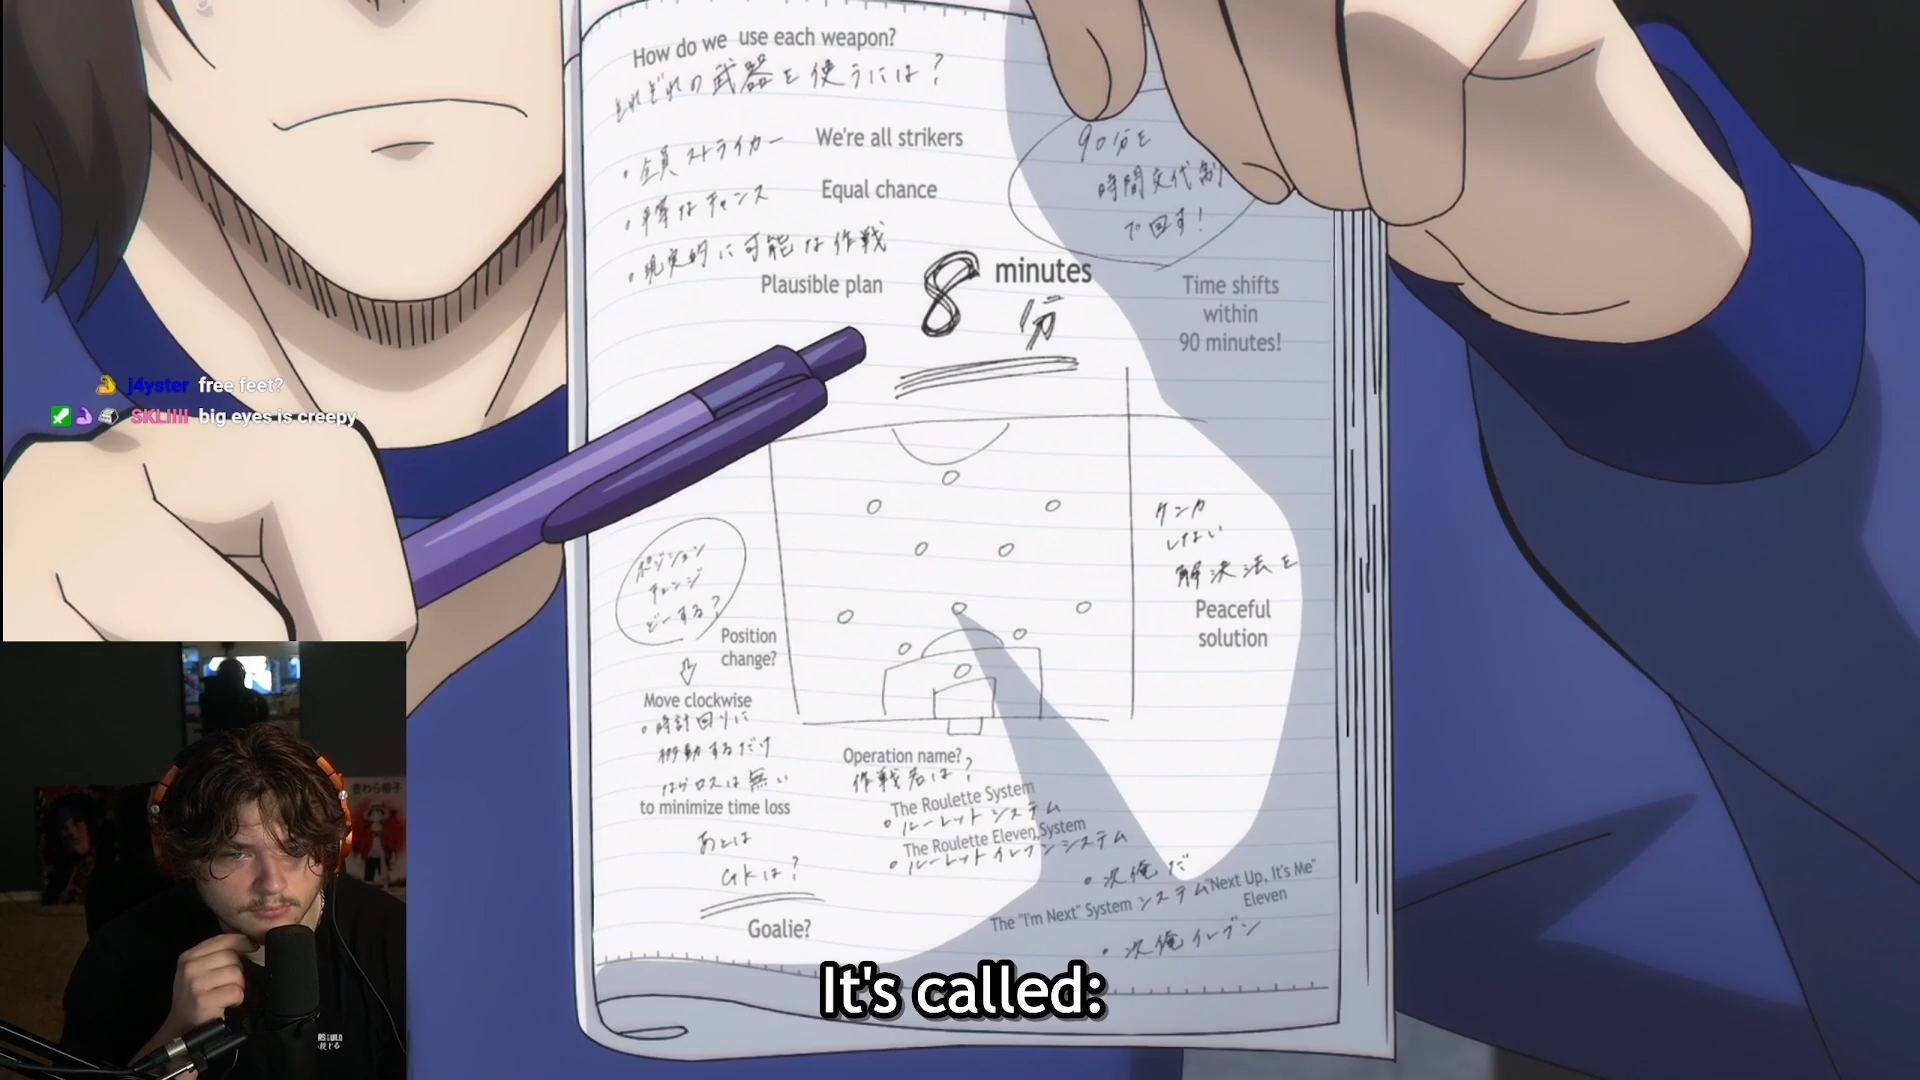 How do we use each weapon?
それぞれの武器を使うには?
We're all strikers
・全員ストライカー
Equal chance
・平等なチャンス
・現実的に可能な作戦
Plausible plan
90分を
時間交代制
で回す!
Time shifts
within
90 minutes!
8 minutes
分
j4yster free feet?
SKLIIII big eyes is creepy
ポジション
チェンジ
どーする?
Position
change?
Move clockwise
・時計回りに
移動するだけ
ロスは無い
to minimize time loss
あとは
GKは?
Goalie?
ケンカ
しない
解決法を
Peaceful
solution
Operation name?
作戦名は?
The Roulette System
・ルーレットシステム
The Roulette Eleven System
・ルーレットイレブンシステム
・次俺だ
システム
The "I'm Next" System
"Next Up, It's Me"
Eleven
・次俺イレブン
It's called: